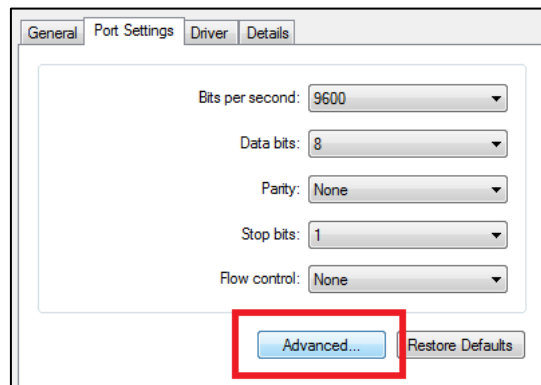 General Port Settings Driver Details
Bits per second: 9600
Data bits: 8
Parity: None
Stop bits: 1
Flow control: None
Advanced... Restore Defaults